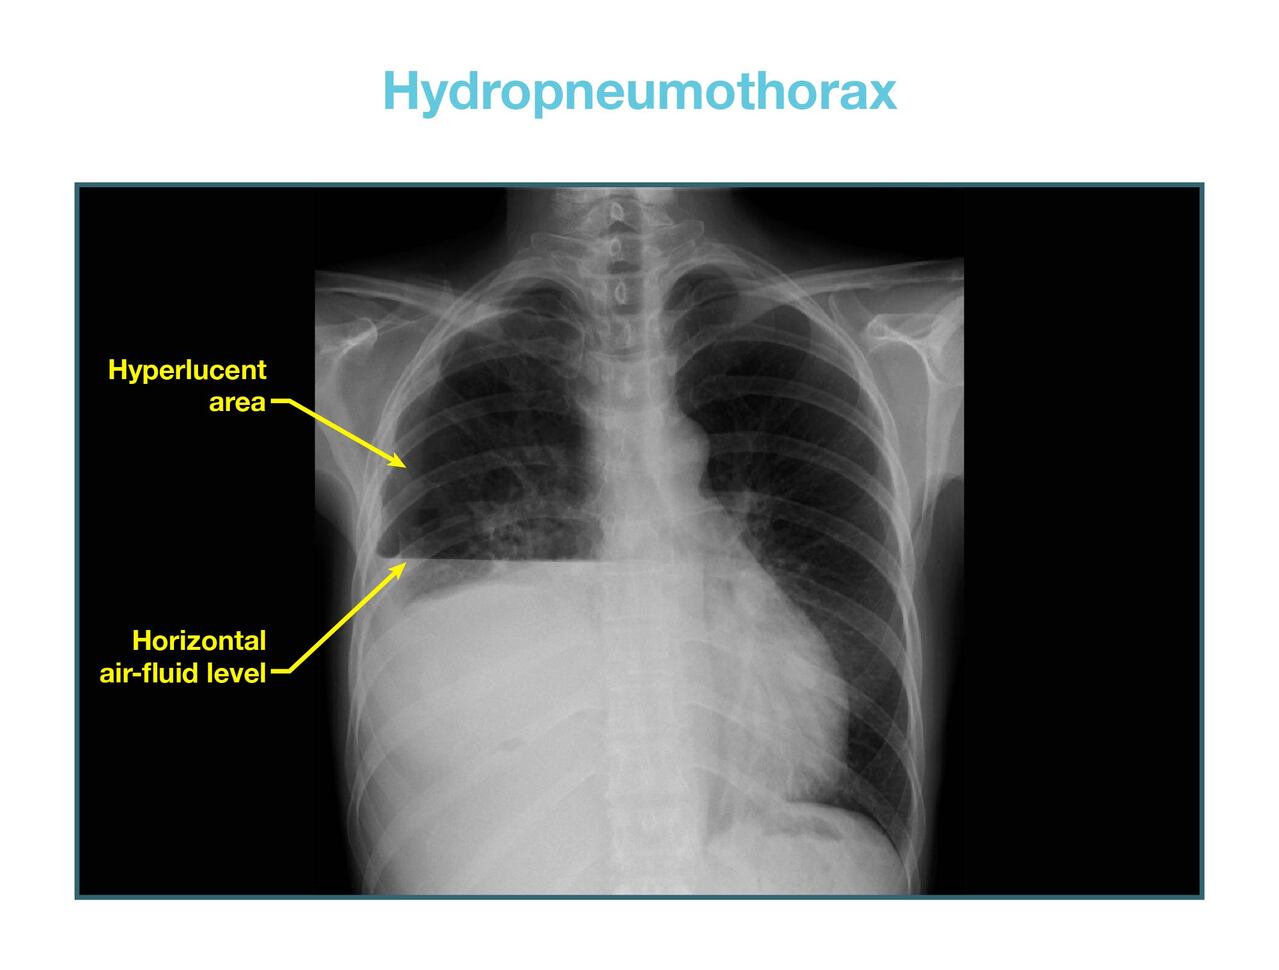 Hydropneumothorax
Hyperlucent
area
Horizontal
air-fluid level